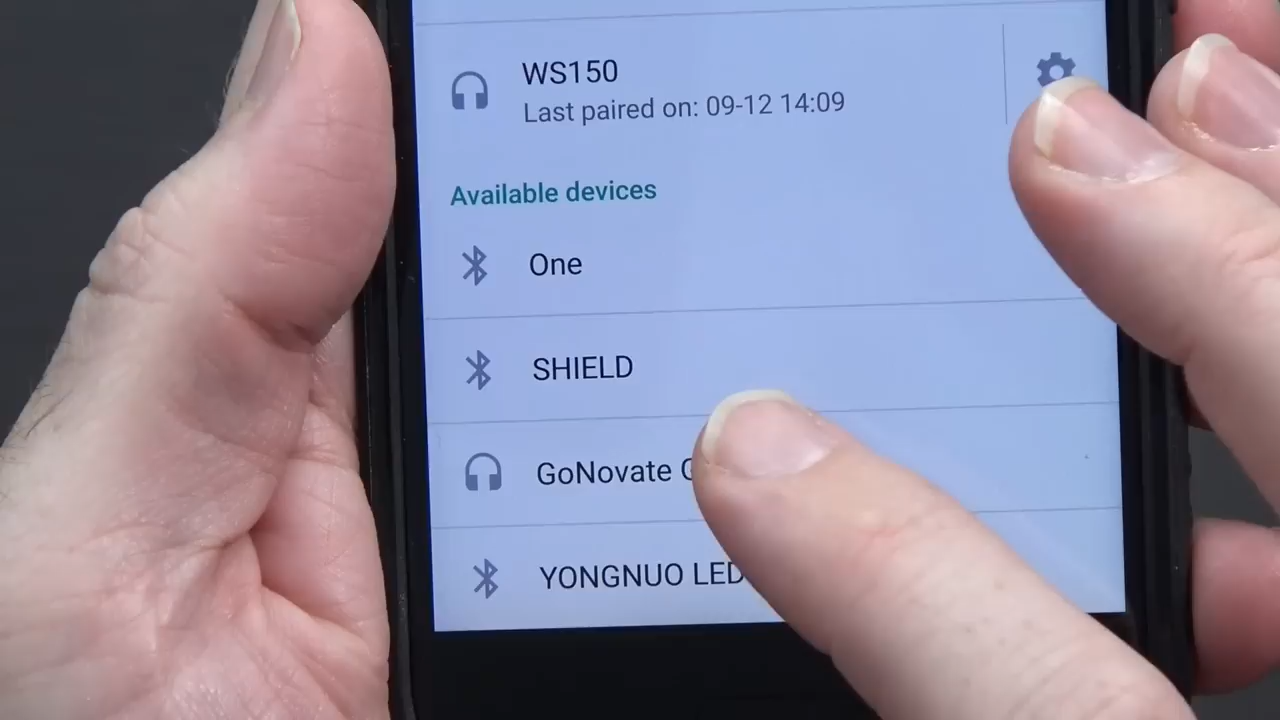 WS150
Last paired on: 09-12 14:09
Available devices
One
SHIELD
GoNovate
YONGNUO LED